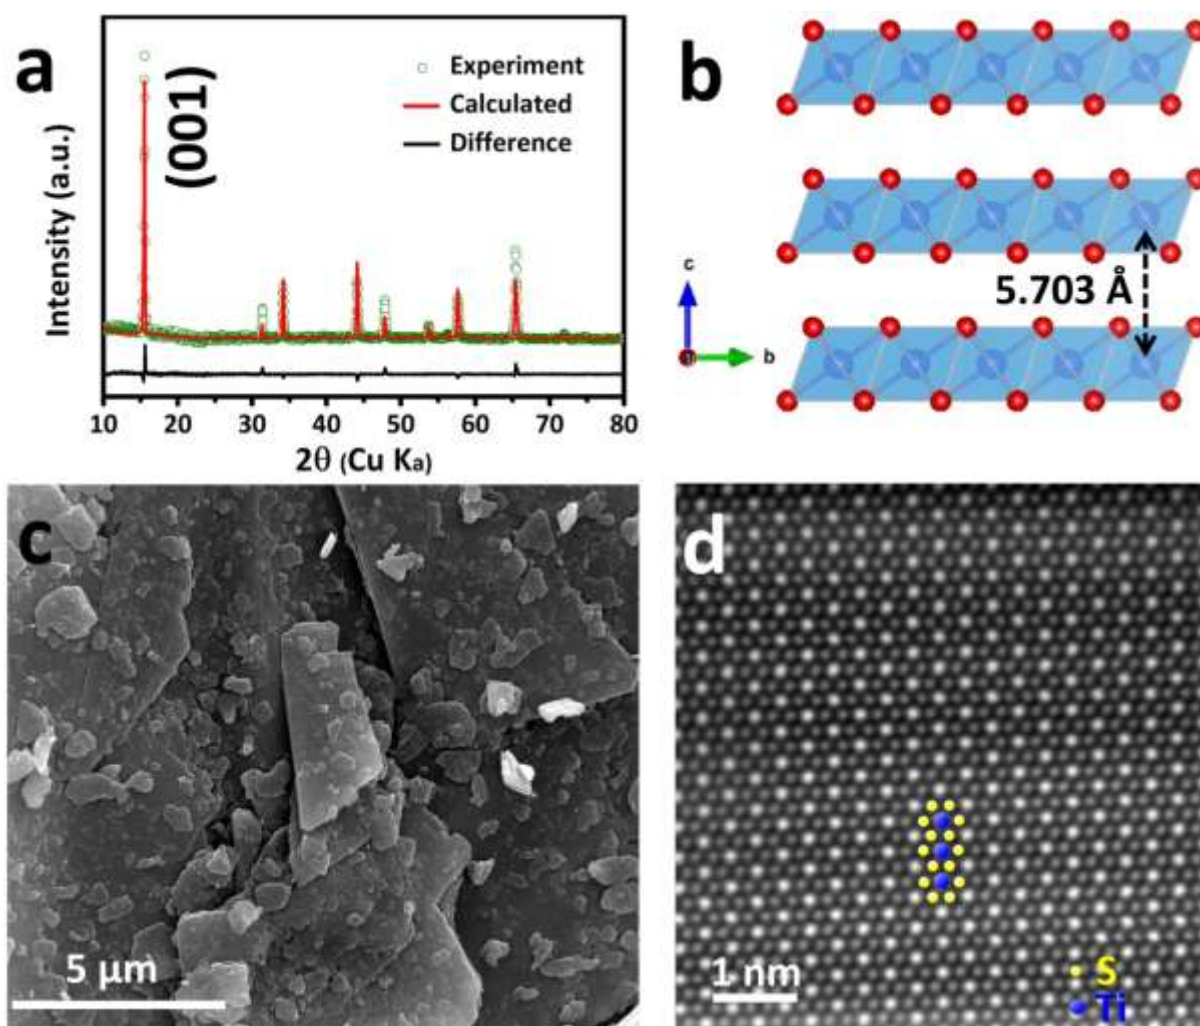 a
(001)
Experiment
Calculated
Difference
Intensity (a.u.)
10 20 30 40 50 60 70 80
2θ (Cu Ka)
b
5.703 Å
c
b
c
5 μm
d
1 nm
S
Ti